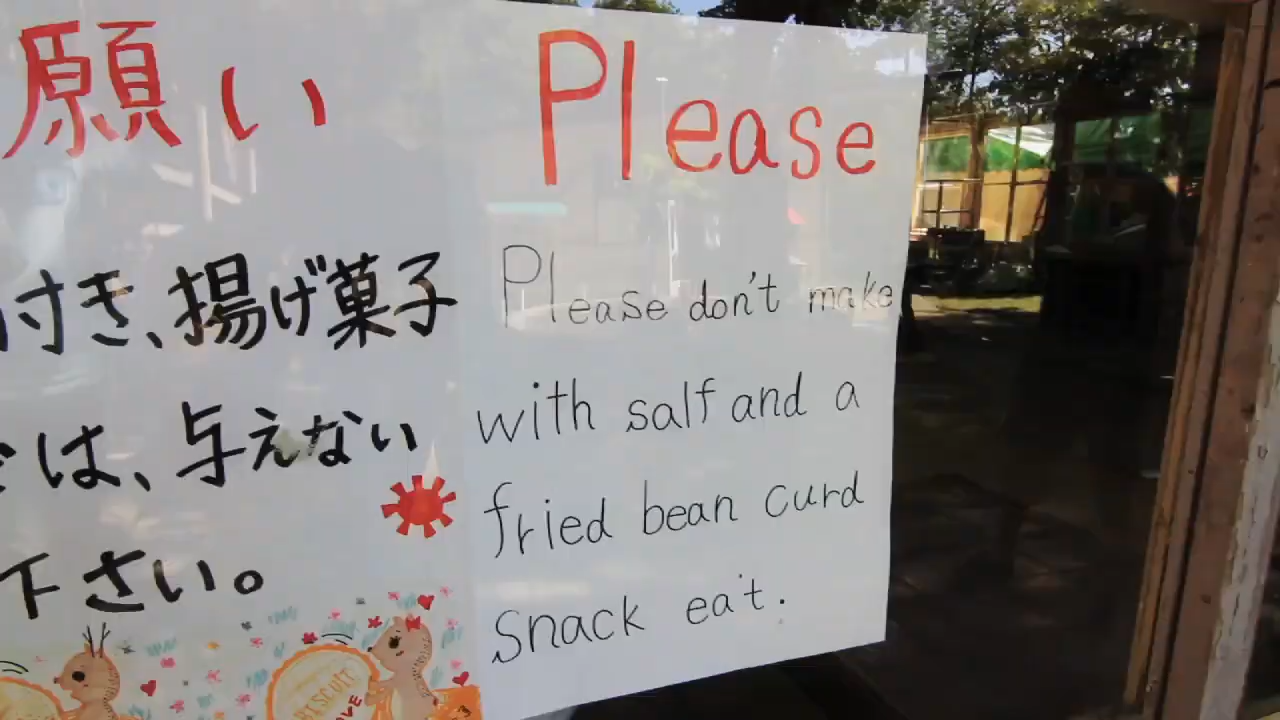 願い
付き、揚げ菓子
は、与えない
下さい。
BISCUIT
Please
Please don't make
with salf and a
fried bean curd
snack eat.